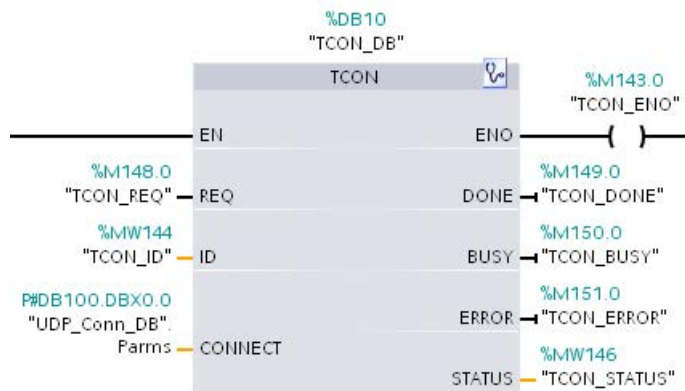 %DB10
"TCON_DB"
TCON
%M143.0
"TCON_ENO"
EN
ENO
%M148.0
"TCON_REQ"
REQ
%M149.0
DONE
"TCON_DONE"
%MW144
"TCON_ID"
ID
%M150.0
BUSY
"TCON_BUSY"
P#DB100.DBX0.0
"UDP_Conn_DB".
Parms
CONNECT
%M151.0
ERROR
"TCON_ERROR"
%MW146
STATUS
"TCON_STATUS"